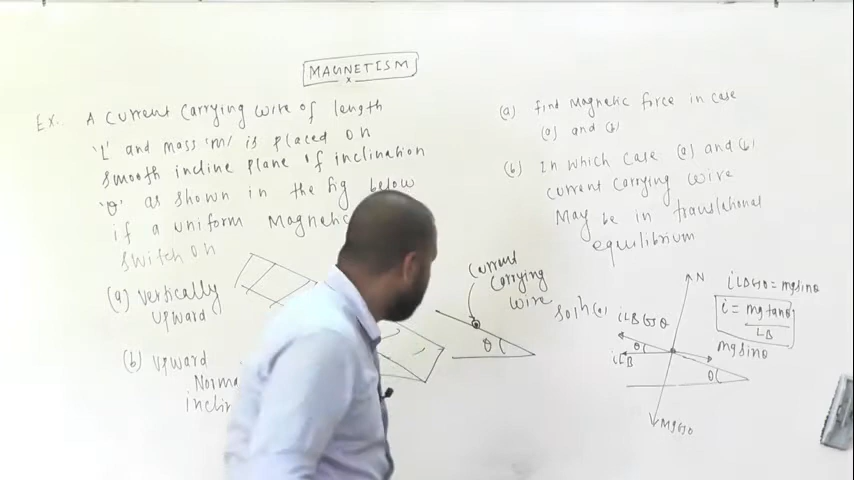 MAGNETISM
Ex. A current carrying wire of length
'L' and mass 'm' is placed on
smooth incline plane of inclination
'θ' as shown in the fig below
if a uniform Magnetic
switch on
(a) vertically
upward
(b) upward
Norma
inclin
(a) find Magnetic force in case
(a) and (b)
(b) In which case (a) and (b)
current carrying wire
May be in translational
equilibrium
current
carrying
wire
θ
soln (a)
N
iLB cosθ
θ
iLB
mg sinθ
θ
Mg cosθ
iLB cosθ = mg sinθ
i = mg tanθ
LB